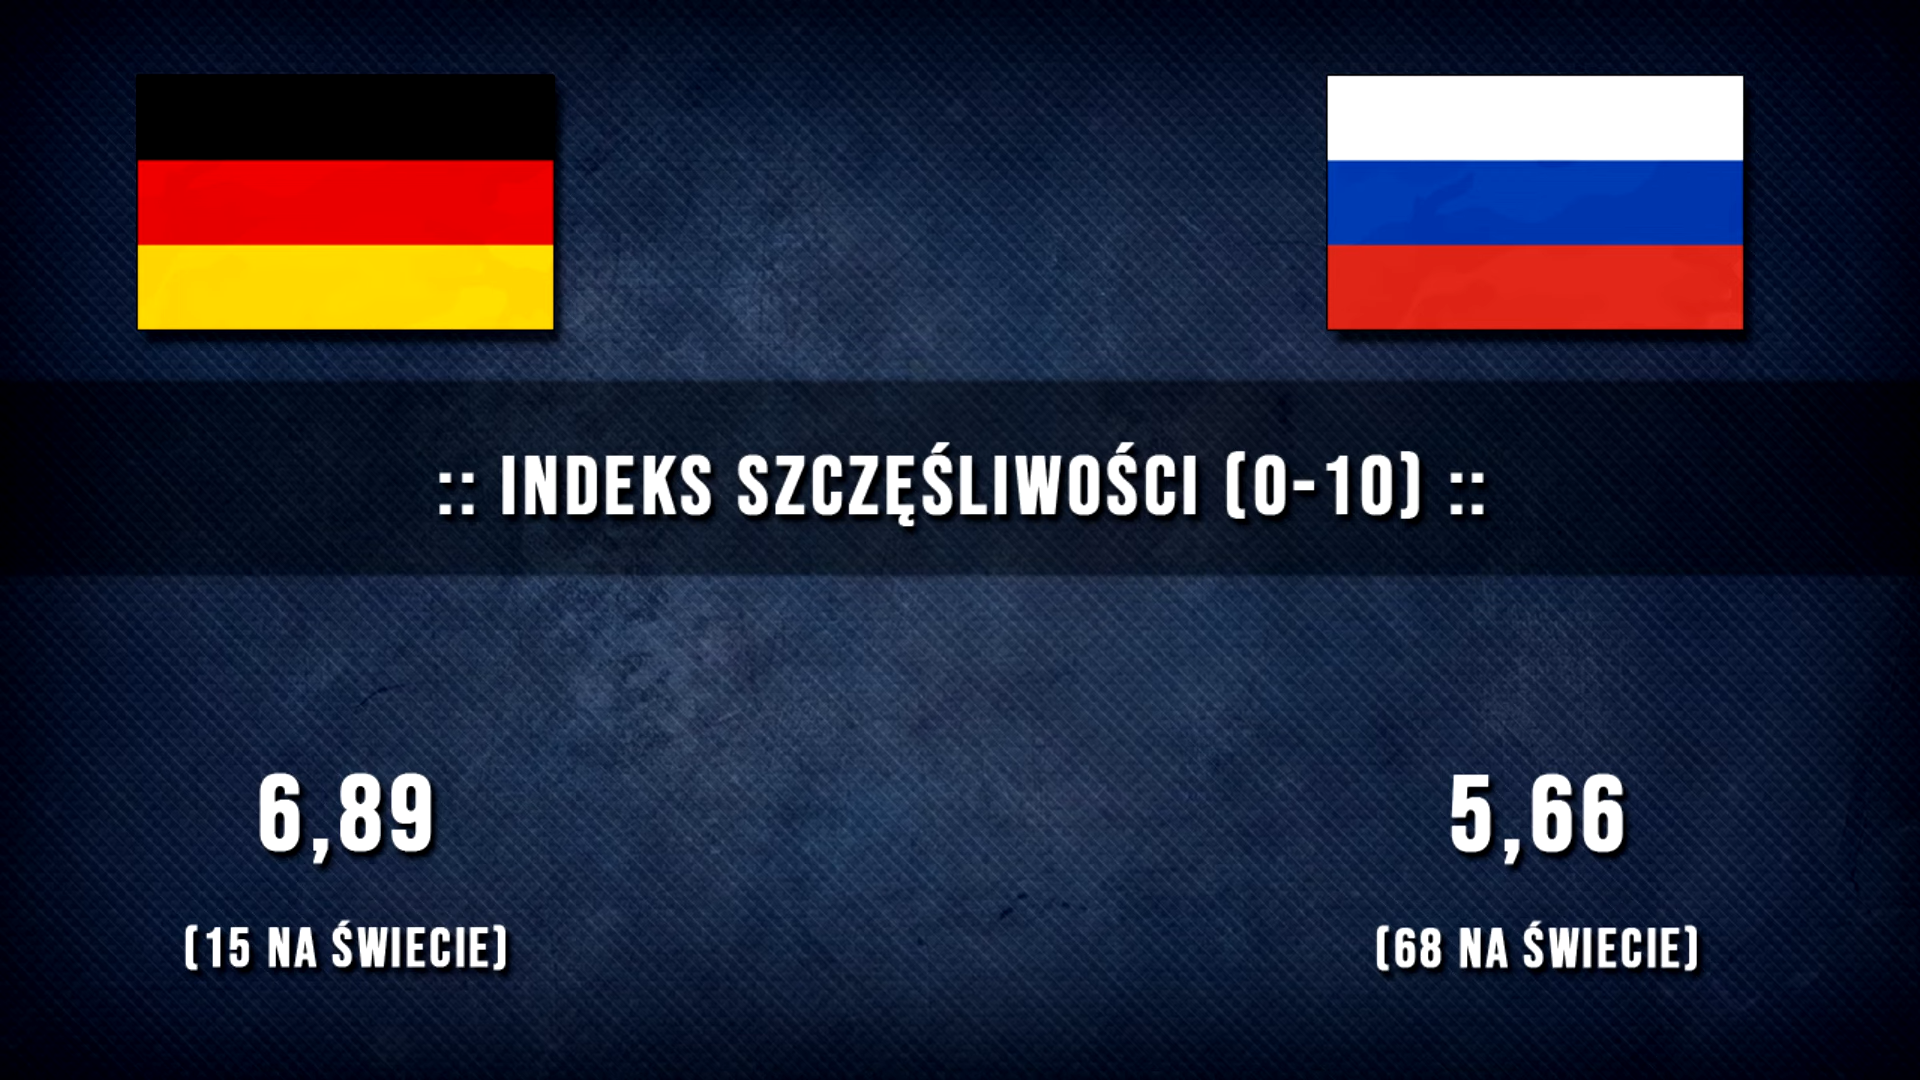 :: INDEKS SZCZĘŚLIWOŚCI (0-10) ::
6,89
5,66
(15 NA ŚWIECIE)
(68 NA ŚWIECIE)